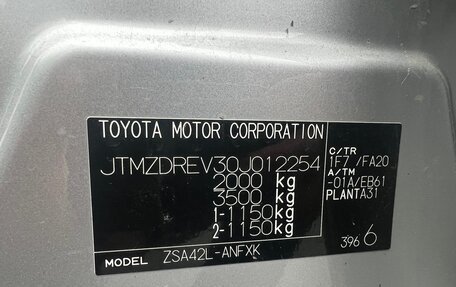 TOYOTA MOTOR CORPORATION
JTMZDREV30J012254
2000 kg
3500 kg
1-1150kg
2-1150kg
C/TR
1F7 /FA20
A/TM
-01A/EB61
PLANTA31
396 6
MODEL ZSA42L-ANFXK